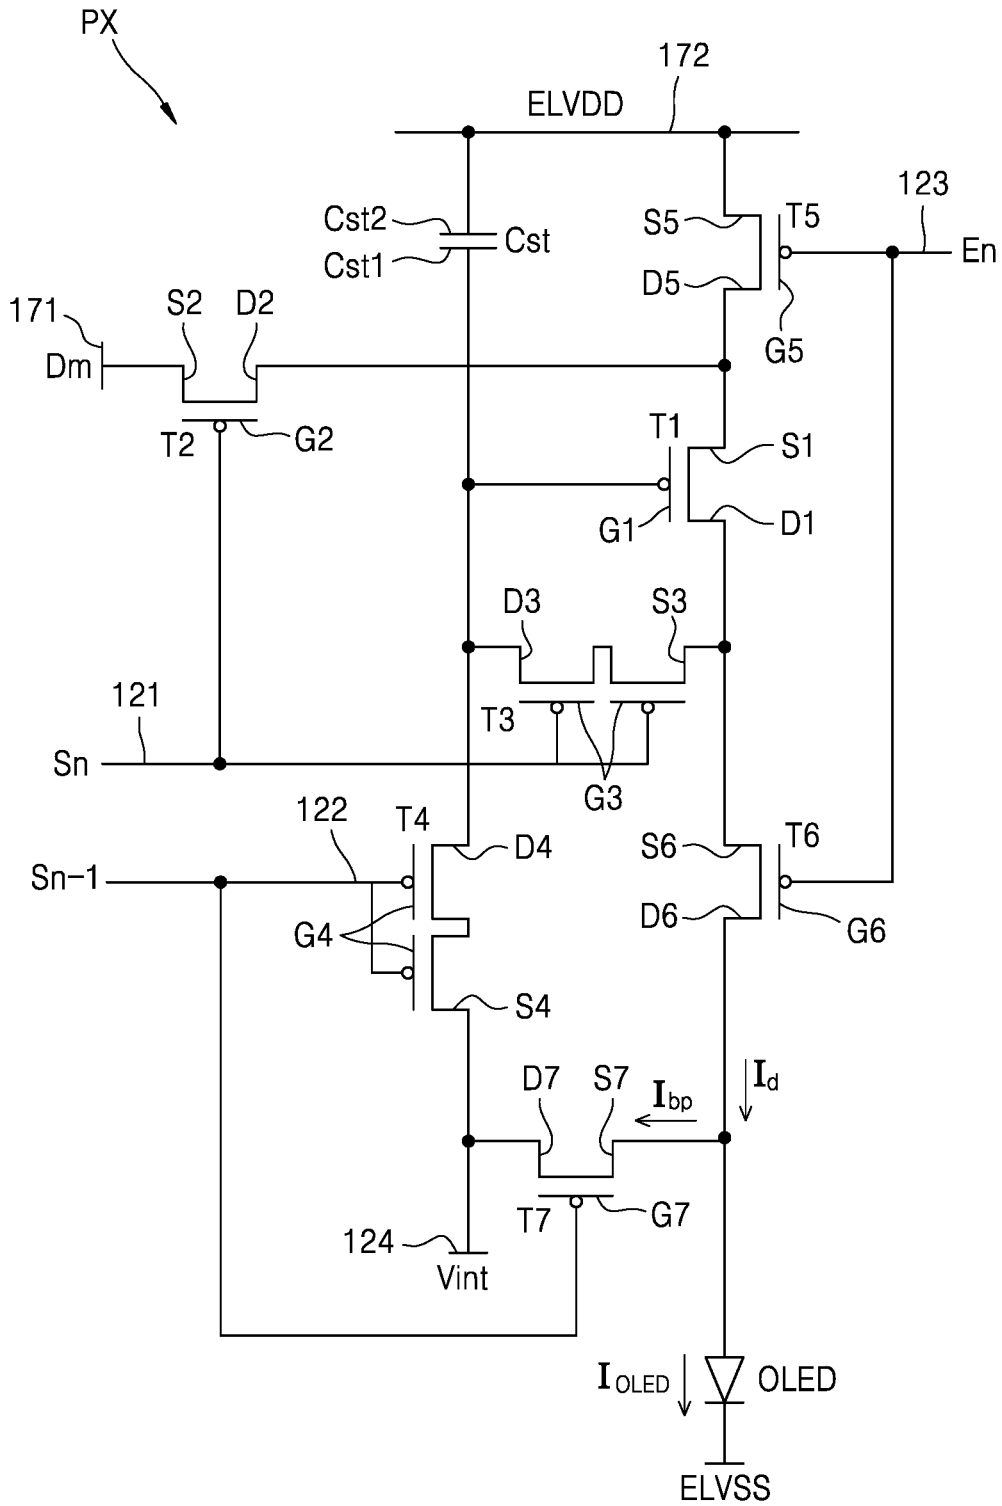 PX
172
ELVDD
123
Cst2
Cst
Cst1
S5
T5
En
D5
G5
171
S2
D2
Dm
T2
G2
T1
S1
G1
D1
D3
S3
121
T3
Sn
G3
122
T4
D4
S6
T6
Sn-1
G4
D6
G6
S4
D7
S7
Ibp
Id
T7
G7
124
Vint
IOLED
OLED
ELVSS